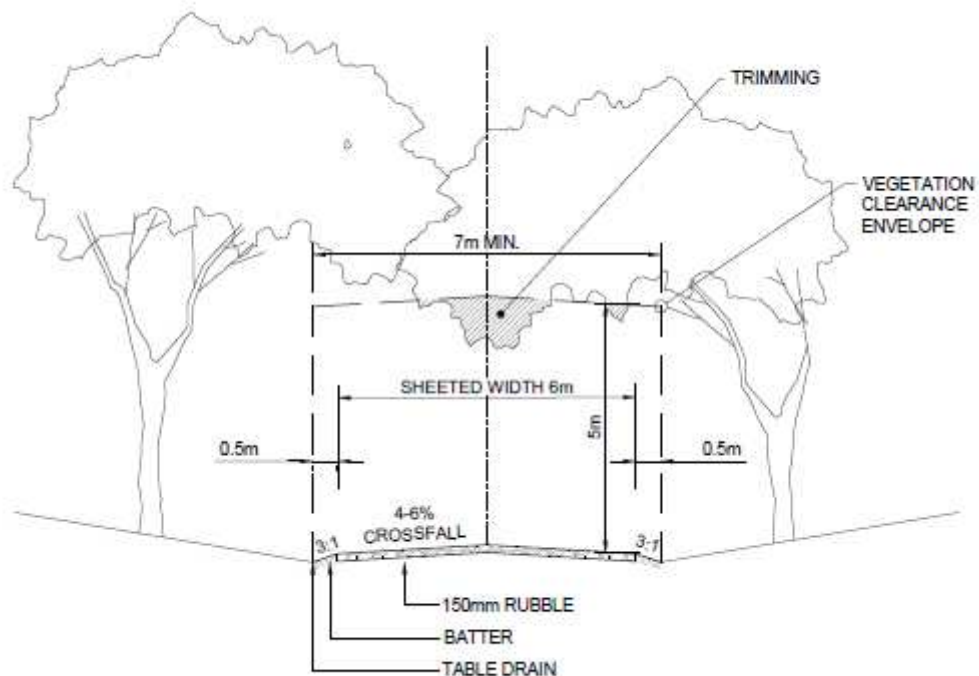 TRIMMING
VEGETATION
CLEARANCE
ENVELOPE
7m MIN.
SHEETED WIDTH 6m
5m
0.5m
0.5m
4-6%
CROSSFALL
3:1
3:1
150mm RUBBLE
BATTER
TABLE DRAIN